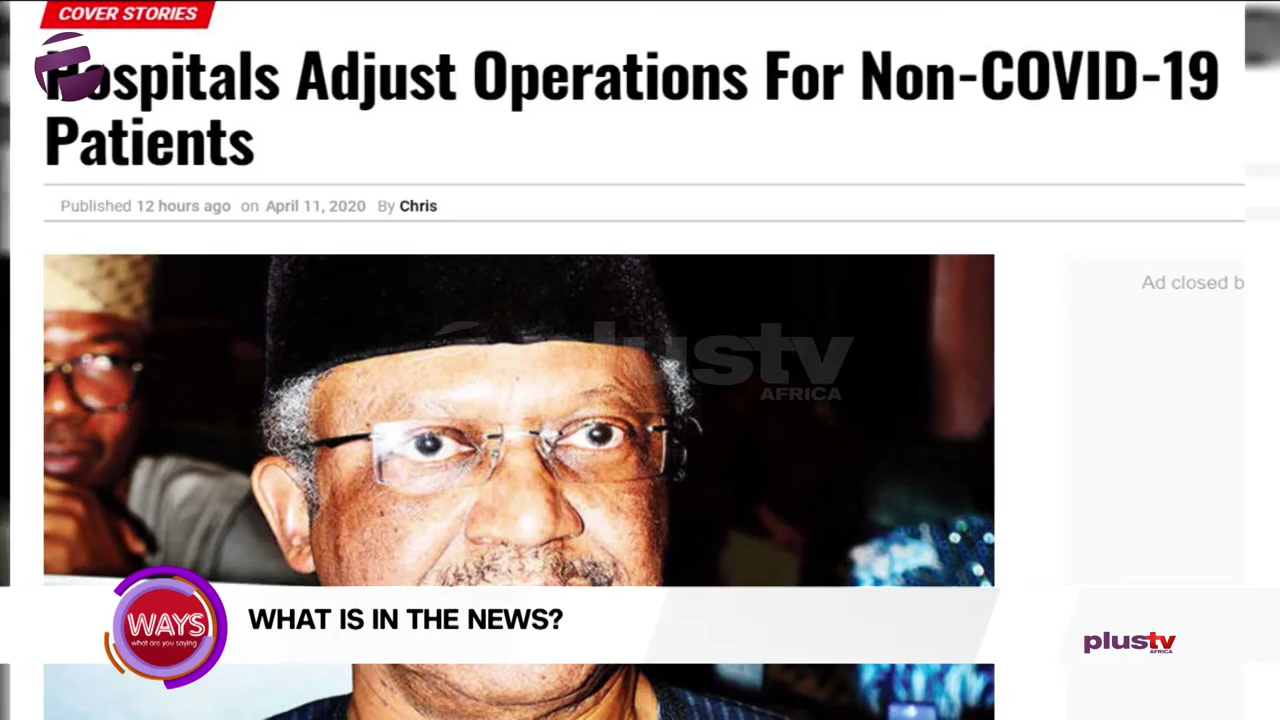 COVER STORIES
Hospitals Adjust Operations For Non-COVID-19
Patients
Published 12 hours ago on April 11, 2020 By Chris
Ad closed b
plustv
AFRICA
WAYS
what are you saying
WHAT IS IN THE NEWS?
plustv
AFRICA